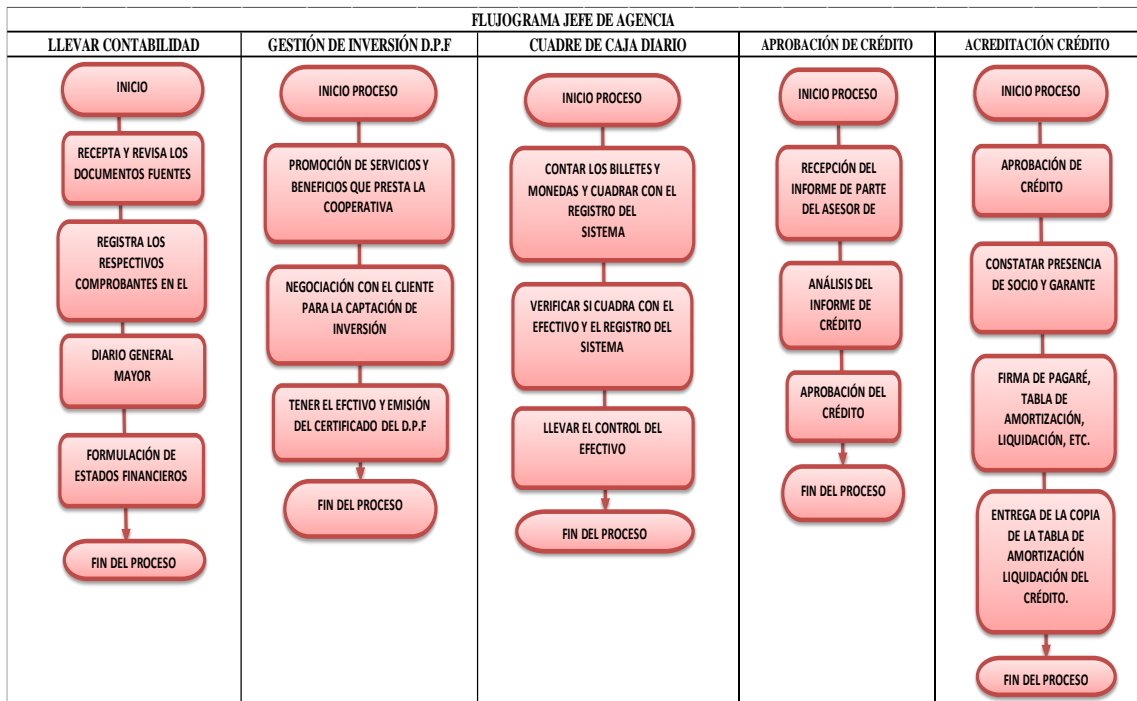 FLUJOGRAMA JEFE DE AGENCIA
LLEVAR CONTABILIDAD
INICIO
RECEPTA Y REVISA LOS
DOCUMENTOS FUENTES
REGISTRA LOS
RESPECTIVOS
COMPROBANTES EN EL
DIARIO GENERAL
MAYOR
FORMULACIÓN DE
ESTADOS FINANCIEROS
FIN DEL PROCESO
GESTIÓN DE INVERSIÓN D.P.F
INICIO PROCESO
PROMOCIÓN DE SERVICIOS Y
BENEFICIOS QUE PRESTA LA
COOPERATIVA
NEGOCIACIÓN CON EL CLIENTE
PARA LA CAPTACIÓN DE
INVERSIÓN
TENER EL EFCTIVO Y EMISIÓN
DEL CERTIFICADO DEL D.P.F
FIN DEL PROCESO
CUADRE DE CAJA DIARIO
INICIO PROCESO
CONTAR LOS BILLETES Y
MONEDAS Y CUADRAR CON EL
REGISTRO DEL
SISTEMA
VERIFICAR SI CUADRA CON EL
EFECTIVO Y EL REGISTRO DEL
SISTEMA
LLEVAR EL CONTROL DEL
EFECTIVO
FIN DEL PROCESO
APROBACIÓN DE CRÉDITO
INICIO PROCESO
RECEPCIÓN DEL
INFORME DE PARTE
DEL ASESOR DE
ANÁLISIS DEL
INFORME DE
CRÉDITO
APROBACIÓN DEL
CRÉDITO
FIN DEL PROCESO
ACREDITACIÓN CRÉDITO
INICIO PROCESO
APROBACIÓN DE
CRÉDITO
CONSTATAR PRESENCIA
DE SOCIO Y GARANTE
FIRMA DE PAGARÉ,
TABLA DE
AMORTIZACIÓN,
LIQUIDACIÓN, ETC.
ENTREGA DE LA COPIA
DE LA TABLA DE
AMORTIZACIÓN
LIQUIDACIÓN DEL
CRÉDITO.
FIN DEL PROCESO